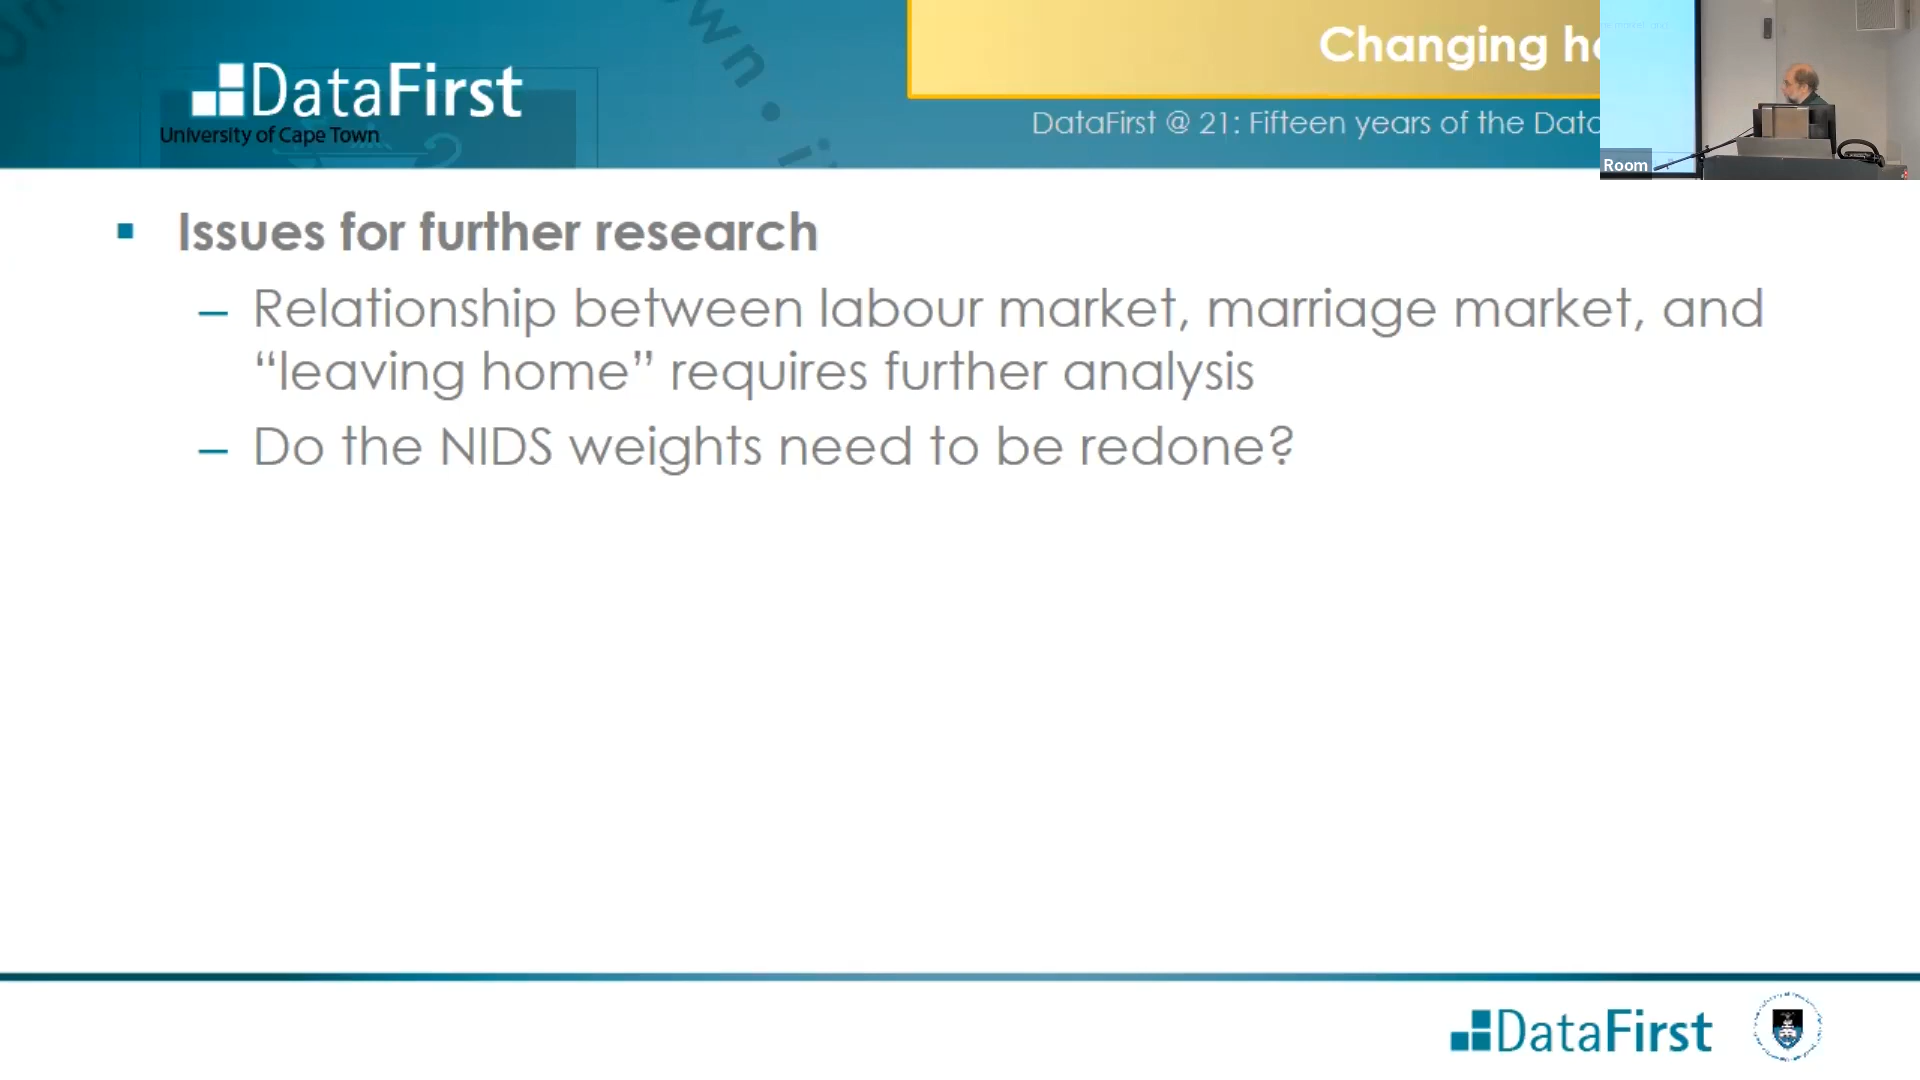 DataFirst
University of Cape Town
Changing
DataFirst @ 21: Fifteen years of the
Room
Issues for further research
– Relationship between labour market, marriage market, and
“leaving home” requires further analysis
– Do the NIDS weights need to be redone?
DataFirst